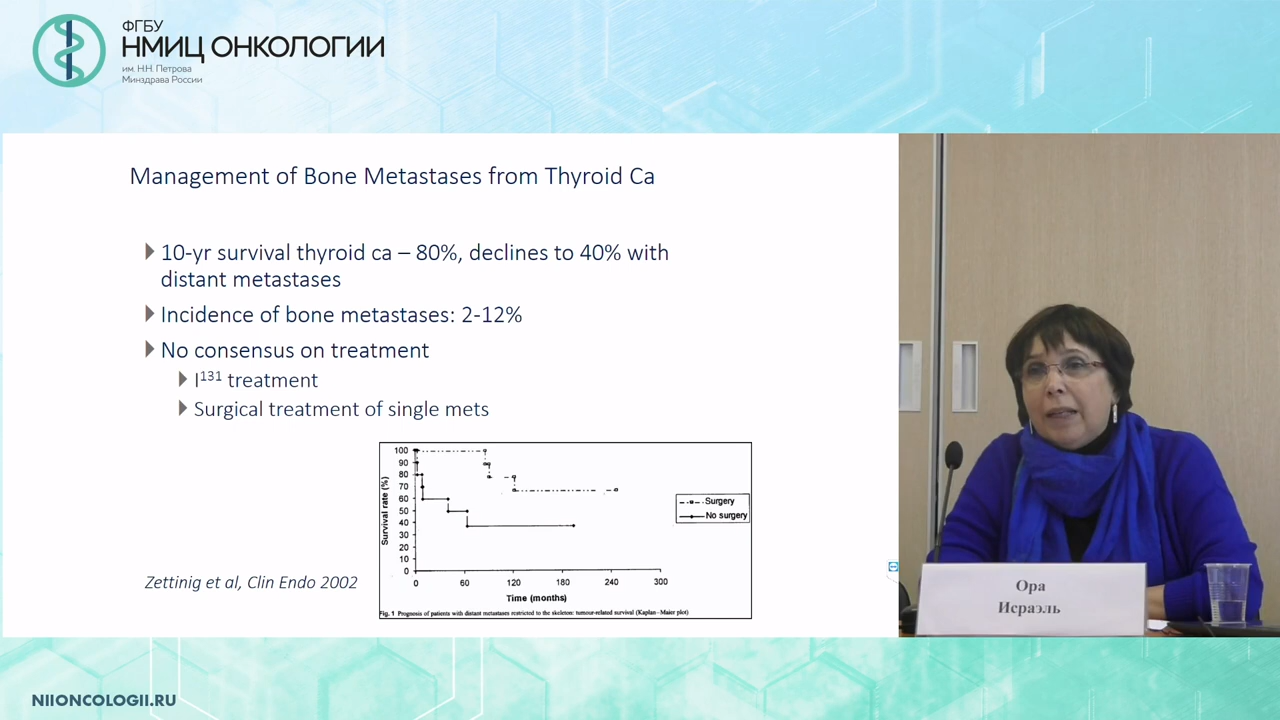 ФГБУ
НМИЦ ОНКОЛОГИИ
им. Н.Н. Петрова
Минздрава России
Management of Bone Metastases from Thyroid Ca
10-yr survival thyroid ca – 80%, declines to 40% with
distant metastases
Incidence of bone metastases: 2-12%
No consensus on treatment
I¹³¹ treatment
Surgical treatment of single mets
Survival rate (%)
100
90
80
70
60
50
40
30
20
10
0
0 60 120 180 240 300
Time (months)
Surgery
No surgery
Fig. 1 Prognosis of patients with distant metastases restricted to the skeleton: tumour-related survival (Kaplan–Maier plot)
Zettinig et al, Clin Endo 2002
Ора
Исраэль
NIIONCOLOGII.RU